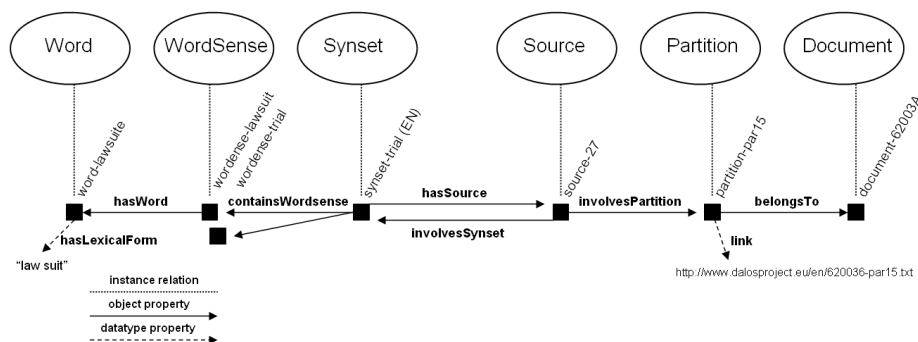 Word
WordSense
Synset
Source
Partition
Document
word-lawsuite
wordense-lawsuit
wordense-trial
synset-trial (EN)
source-27
partition-par15
document-62003A
hasWord
containsWordsense
hasSource
involvesPartition
belongsTo
hasLexicalForm
involvesSynset
link
“law suit”
http://www.dalosproject.eu/en/620036-par15.txt
instance relation
object property
datatype property